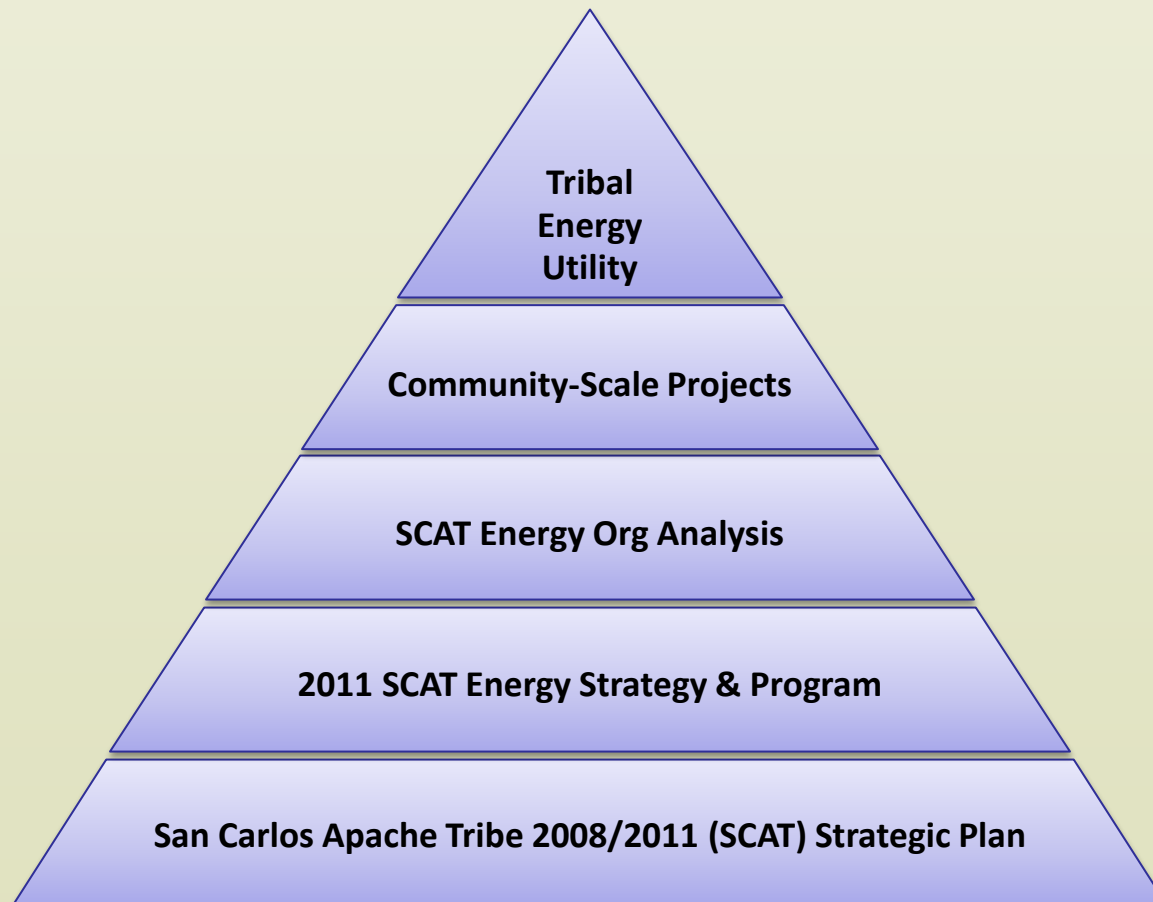 Tribal
Energy
Utility
Community-Scale Projects
SCAT Energy Org Analysis
2011 SCAT Energy Strategy & Program
San Carlos Apache Tribe 2008/2011 (SCAT) Strategic Plan